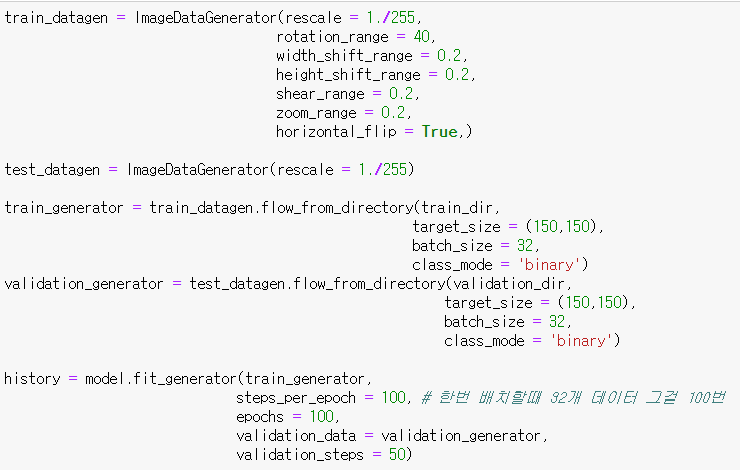 train_datagen = ImageDataGenerator(rescale = 1./255,
rotation_range = 40,
width_shift_range = 0.2,
height_shift_range = 0.2,
shear_range = 0.2,
zoom_range = 0.2,
horizontal_flip = True,)
test_datagen = ImageDataGenerator(rescale = 1./255)
train_generator = train_datagen.flow_from_directory(train_dir,
target_size = (150,150),
batch_size = 32,
class_mode = 'binary')
validation_generator = test_datagen.flow_from_directory(validation_dir,
target_size = (150,150),
batch_size = 32,
class_mode = 'binary')
history = model.fit_generator(train_generator,
steps_per_epoch = 100, # 한번 배치할때 32개 데이터 그걸 100번
epochs = 100,
validation_data = validation_generator,
validation_steps = 50)